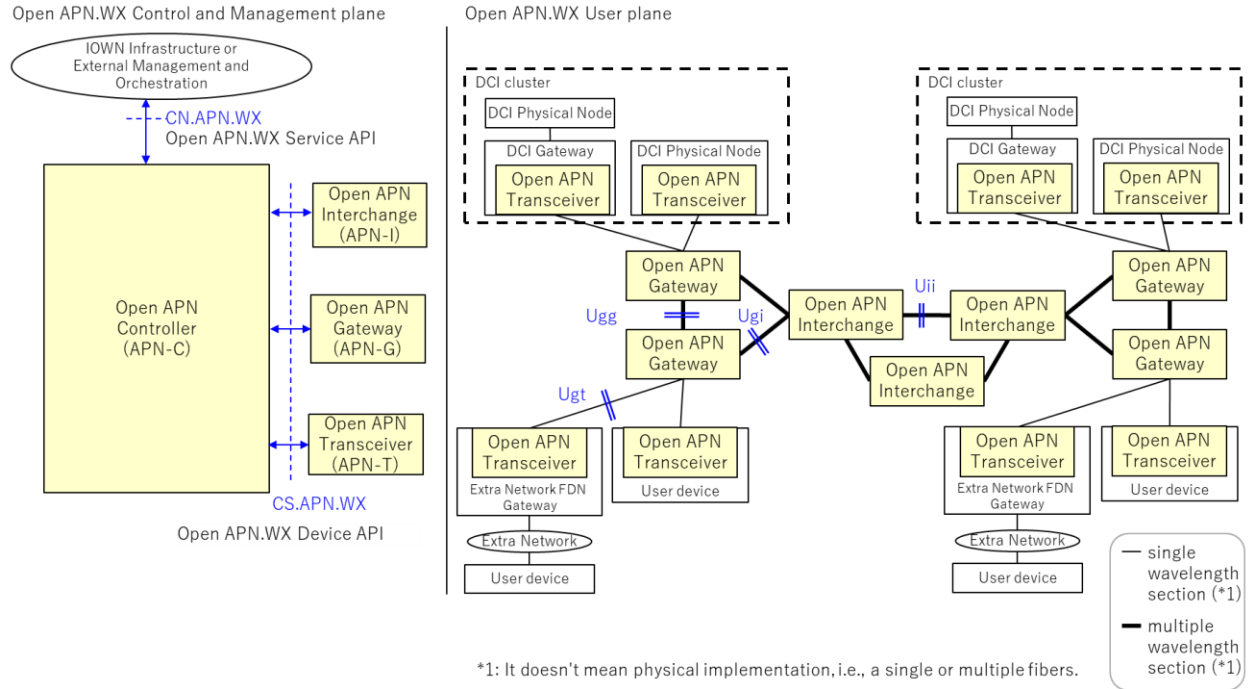 Open APN.WX Control and Management plane
IOWN Infrastructure or
External Management and
Orchestration
CN.APN.WX
Open APN.WX Service API
Open APN
Controller
(APN-C)
Open APN
Interchange
(APN-I)
Open APN
Gateway
(APN-G)
Open APN
Transceiver
(APN-T)
CS.APN.WX
Open APN.WX Device API
Open APN.WX User plane
DCI cluster
DCI Physical Node
DCI Gateway
Open APN
Transceiver
DCI Physical Node
Open APN
Transceiver
DCI cluster
DCI Physical Node
DCI Gateway
Open APN
Transceiver
DCI Physical Node
Open APN
Transceiver
Open APN
Gateway
Ugg
Ugi
Open APN
Gateway
Open APN
Interchange
Uii
Open APN
Interchange
Open APN
Interchange
Open APN
Gateway
Open APN
Gateway
Ugt
Open APN
Transceiver
Extra Network FDN
Gateway
Extra Network
User device
Open APN
Transceiver
User device
Open APN
Transceiver
Extra Network FDN
Gateway
Extra Network
User device
Open APN
Transceiver
User device
single
wavelength
section (*1)
multiple
wavelength
section (*1)
*1: It doesn't mean physical implementation, i.e., a single or multiple fibers.